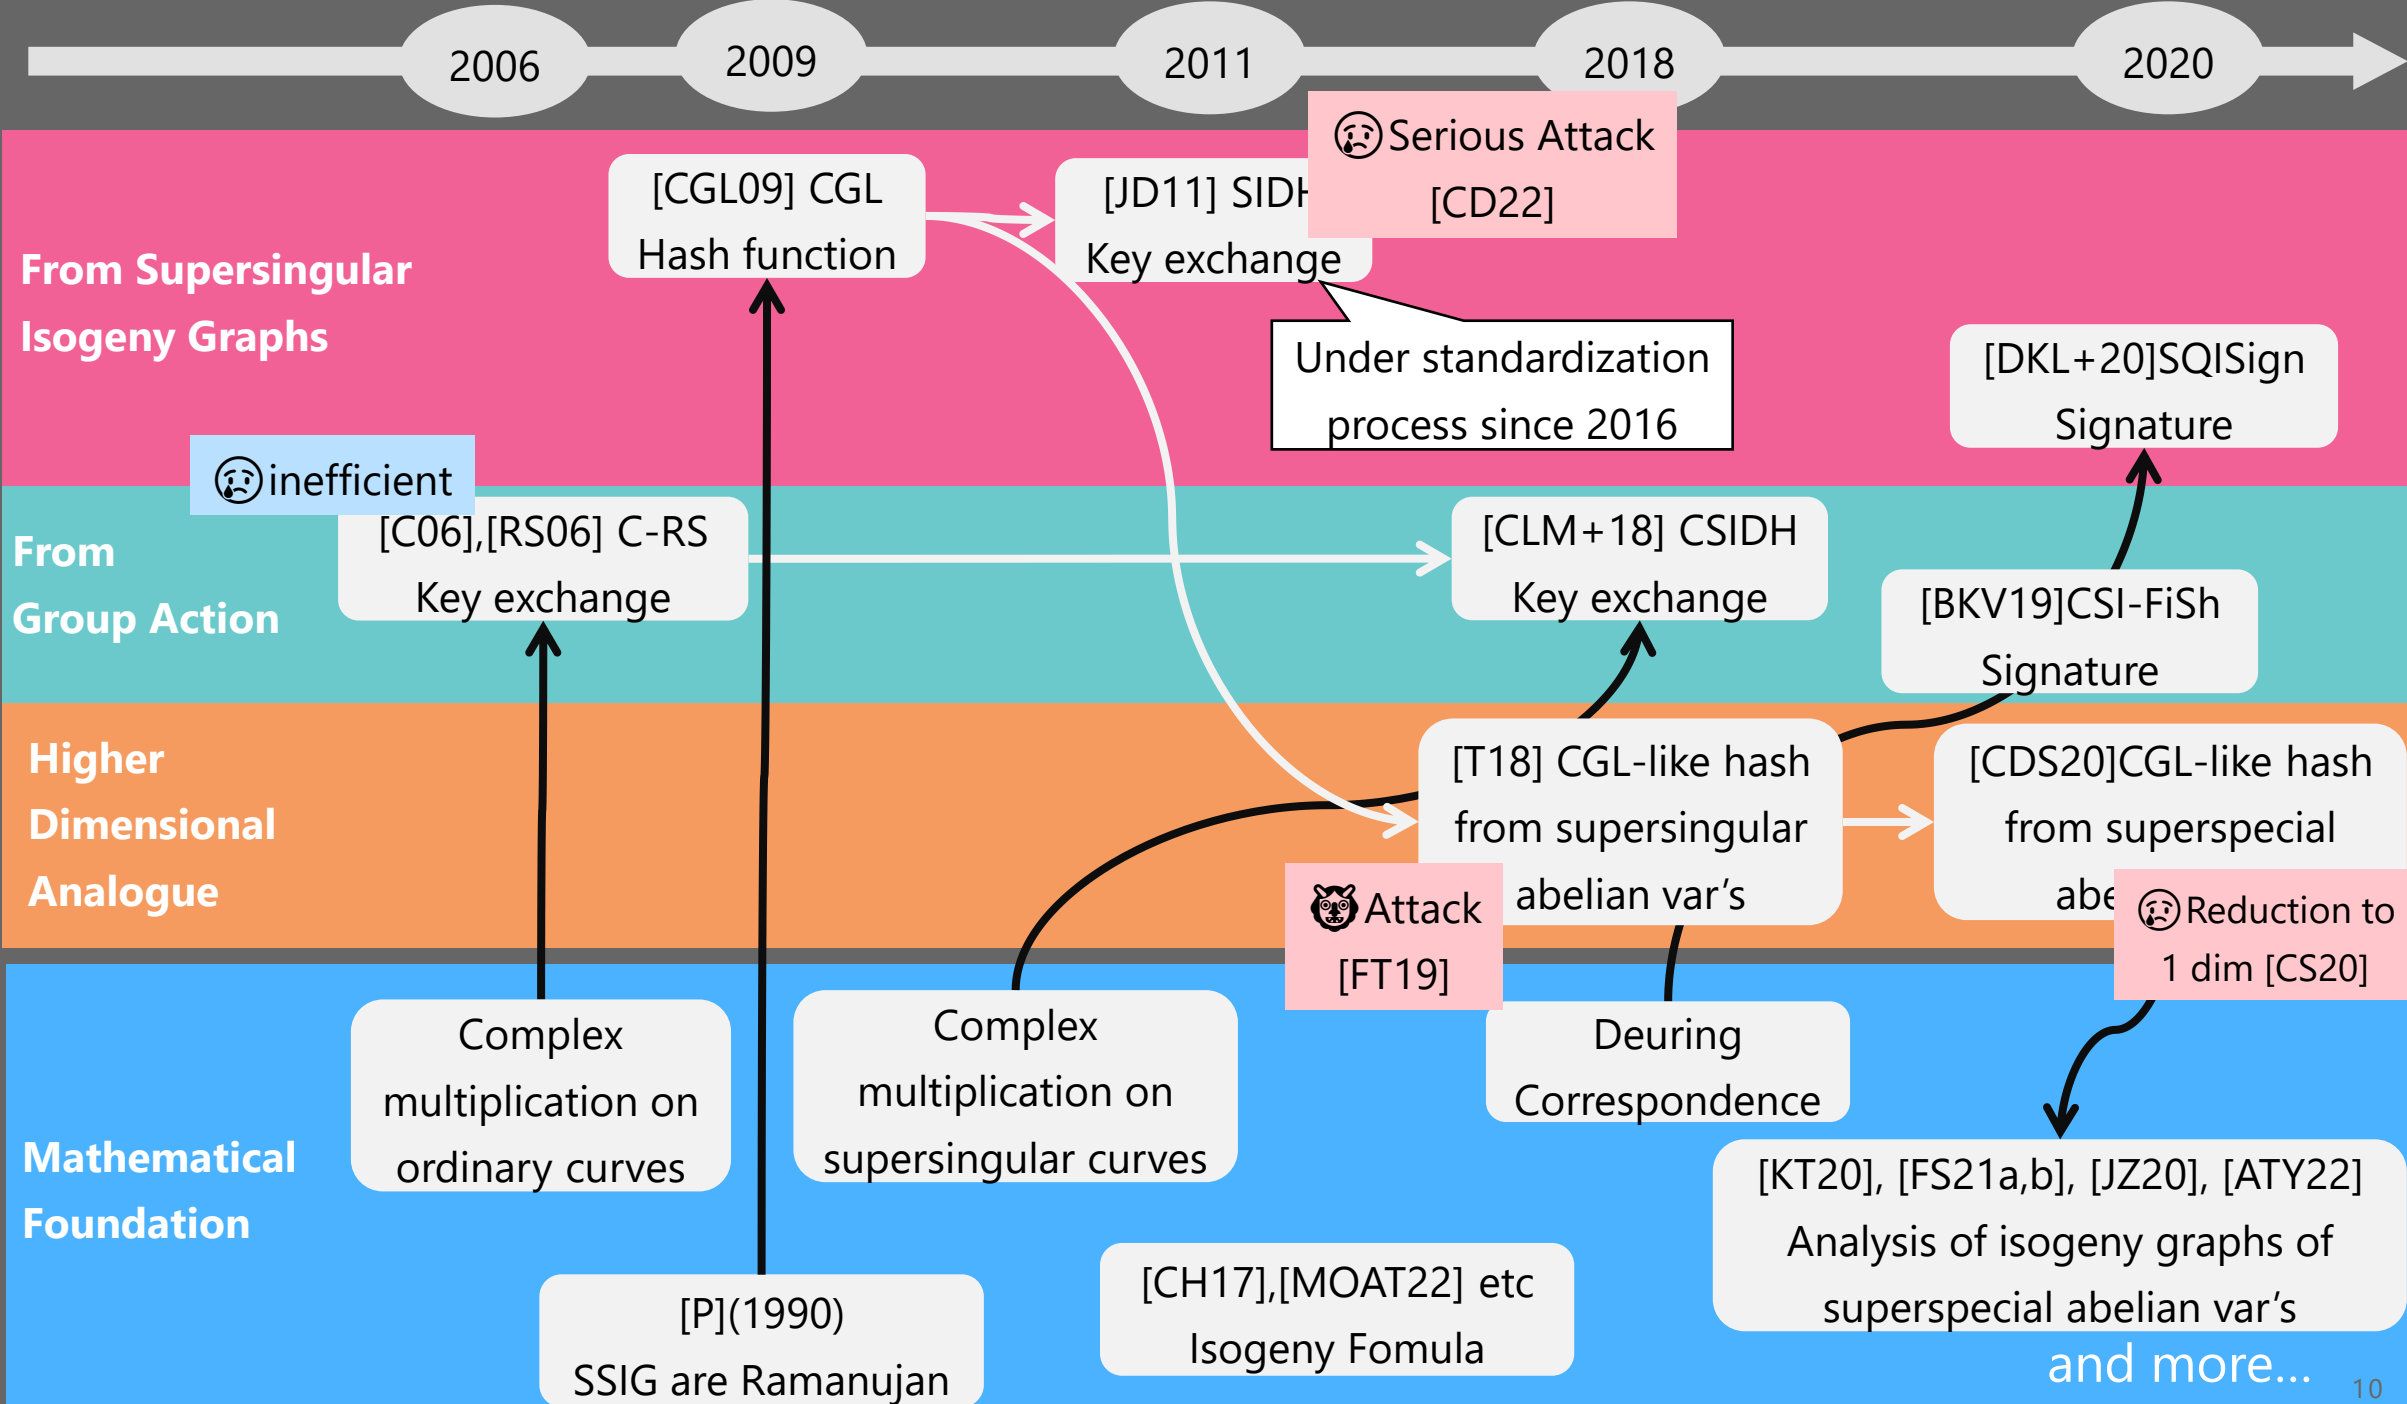 2006
2009
2011
2018
2020
From Supersingular
Isogeny Graphs
[CGL09] CGL
Hash function
[JD11] SIDH
Key exchange
Serious Attack
[CD22]
Under standardization
process since 2016
[DKL+20]SQISign
Signature
inefficient
From
Group Action
[C06],[RS06] C-RS
Key exchange
[CLM+18] CSIDH
Key exchange
[BKV19]CSI-FiSh
Signature
Higher
Dimensional
Analogue
[T18] CGL-like hash
from supersingular
abelian var's
Attack
[FT19]
[CDS20]CGL-like hash
from superspecial
abe
Reduction to
1 dim [CS20]
Mathematical
Foundation
Complex
multiplication on
ordinary curves
Complex
multiplication on
supersingular curves
Deuring
Correspondence
[P](1990)
SSIG are Ramanujan
[CH17],[MOAT22] etc
Isogeny Fomula
[KT20], [FS21a,b], [JZ20], [ATY22]
Analysis of isogeny graphs of
superspecial abelian var's
and more...
10